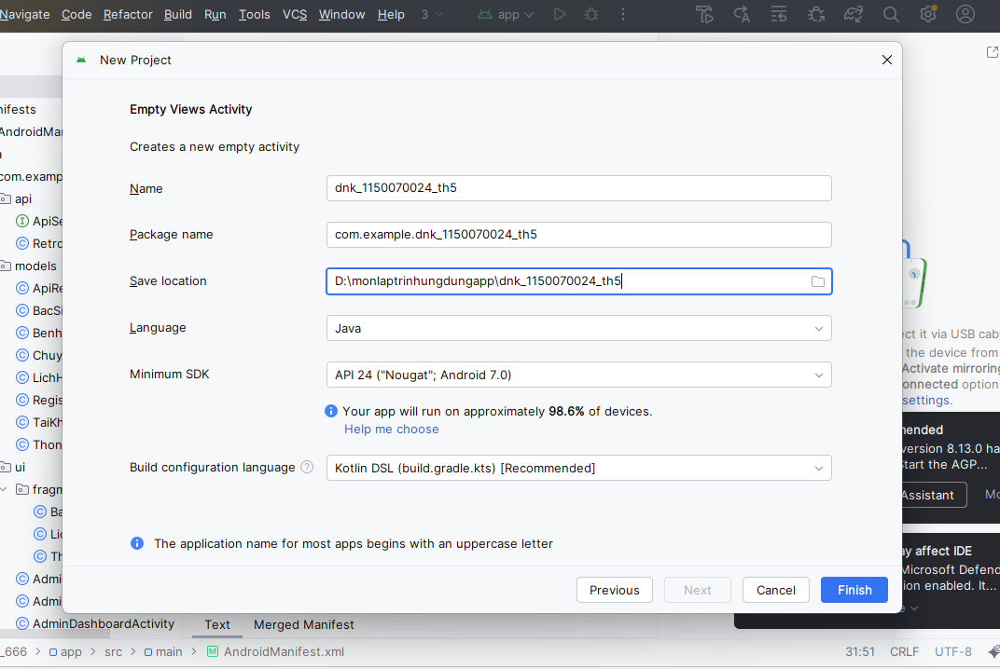 Navigate Code Refactor Build Run Tools VCS Window Help 3 app
New Project
Empty Views Activity
Creates a new empty activity
Name dnk_1150070024_th5
Package name com.example.dnk_1150070024_th5
Save location D:\monlaptrinhungdungapp\dnk_1150070024_th5
Language Java
Minimum SDK API 24 ("Nougat"; Android 7.0)
Your app will run on approximately 98.6% of devices.
Help me choose
Build configuration language ? Kotlin DSL (build.gradle.kts) [Recommended]
The application name for most apps begins with an uppercase letter
Previous Next Cancel Finish
nifests
AndroidMan
com.examp
api
I ApiSe
C Retro
models
C ApiRe
C BacSi
C Benh
C Chuy
C LichH
C Regis
C TaiKh
C Thon
ui
fragm
C Ba
C Lic
C Th
C Admi
C Admi
C AdminDashboardActivity
ect it via USB cab
the device from
Activate mirroring
onnected option
settings.
mended
version 8.13.0 ha
Start the AGP...
Assistant Mo
ay affect IDE
Microsoft Defend
ion enabled. It...
e
Text Merged Manifest
_666 > app > src > main > M AndroidManifest.xml 31:51 CRLF UTF-8